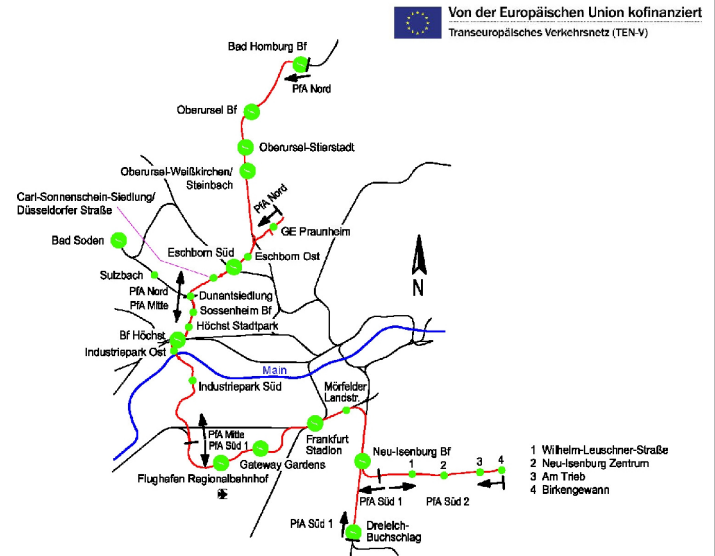 Von der Europäischen Union kofinanziert
Transeuropäisches Verkehrsnetz (TEN-V)
Bad Homburg Bf
PfA Nord
Oberursel Bf
Oberursel-Stierstadt
Oberursel-Weißkirchen/
Steinbach
Carl-Sonnenschein-Siedlung/
Düsseldorfer Straße
PfA Nord
GE Praunheim
Bad Soden
Eschborn Süd
Eschborn Ost
Sulzbach
PfA Nord
PfA Mitte
Dunantsiedlung
Sossenheim Bf
Höchst Stadtpark
N
Bf Höchst
Industriepark Ost
Main
Industriepark Süd
Mörfelder
Landstr.
PfA Mitte
PfA Süd 1
Frankfurt
Stadion
Gateway Gardens
Flughafen Regionalbahnhof
Neu-Isenburg Bf
1
2
3
4
1 Wilhelm-Leuschner-Straße
2 Neu-Isenburg Zentrum
3 Am Trieb
4 Birkengewann
PfA Süd 1
PfA Süd 2
PfA Süd 1
Dreieich-
Buchschlag